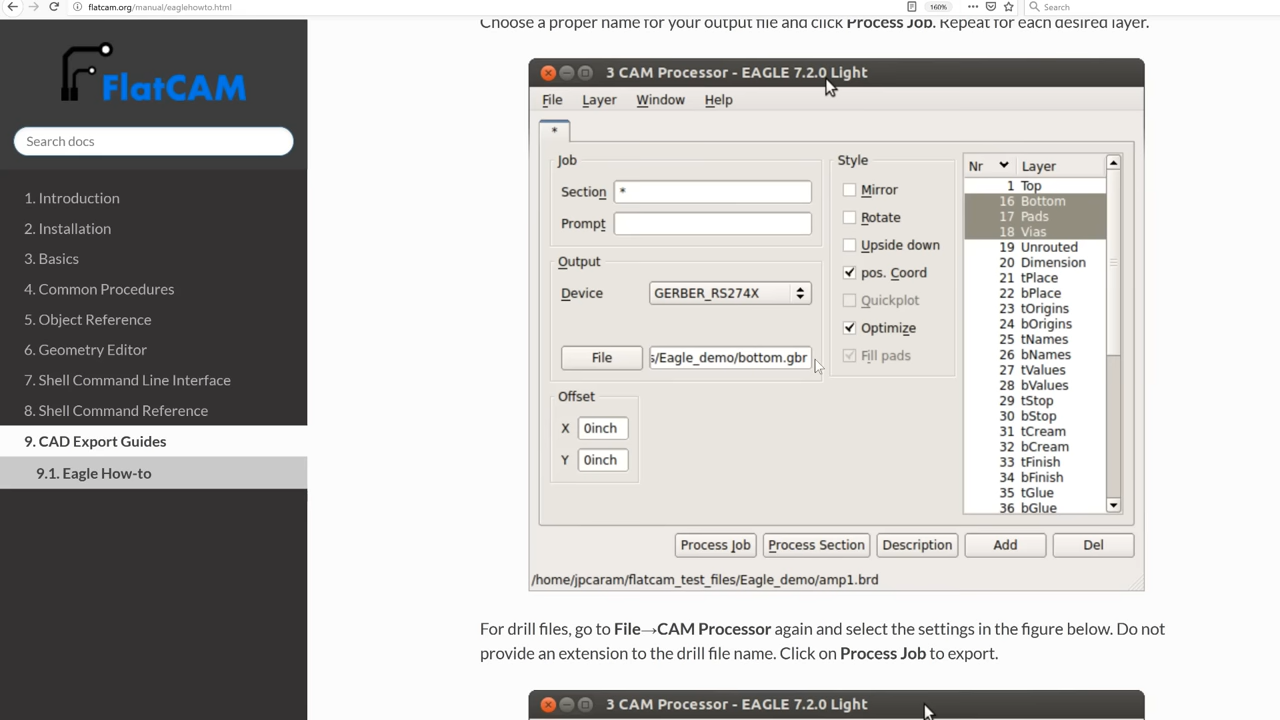 flatcam.org/manual/eaglehowto.html
160%
Search
FlatCAM
Search docs
1. Introduction
2. Installation
3. Basics
4. Common Procedures
5. Object Reference
6. Geometry Editor
7. Shell Command Line Interface
8. Shell Command Reference
9. CAD Export Guides
9.1. Eagle How-to
Choose a proper name for your output file and click Process Job. Repeat for each desired layer.
3 CAM Processor - EAGLE 7.2.0 Light
File Layer Window Help
*
Job
Section *
Prompt
Output
Device GERBER_RS274X
File s/Eagle_demo/bottom.gbr
Offset
X 0inch
Y 0inch
Style
Mirror
Rotate
Upside down
pos. Coord
Quickplot
Optimize
Fill pads
Nr Layer
1 Top
16 Bottom
17 Pads
18 Vias
19 Unrouted
20 Dimension
21 tPlace
22 bPlace
23 tOrigins
24 bOrigins
25 tNames
26 bNames
27 tValues
28 bValues
29 tStop
30 bStop
31 tCream
32 bCream
33 tFinish
34 bFinish
35 tGlue
36 bGlue
Process Job Process Section Description Add Del
/home/jpcaram/flatcam_test_files/Eagle_demo/amp1.brd
For drill files, go to File→CAM Processor again and select the settings in the figure below. Do not
provide an extension to the drill file name. Click on Process Job to export.
3 CAM Processor - EAGLE 7.2.0 Light